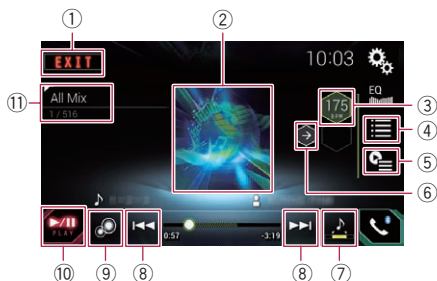 ① ②
EXIT
10:03
⑪
All Mix
1 / 516
EQ
175
BPM
③
④
⑤
⑥
0:57
-3:19
PLAY
⑩ ⑨ ⑧ ⑧ ⑦